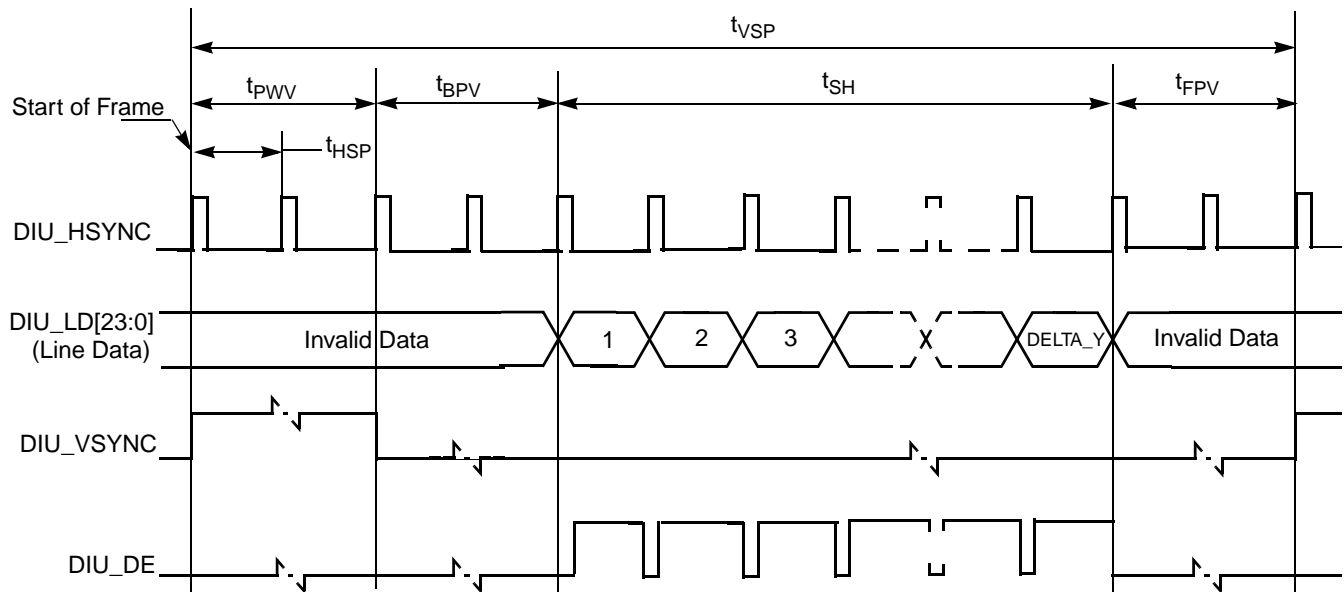 tVSP
tPWV
tBPV
tSH
tFPV
Start of Frame
tHSP
DIU_HSYNC
DIU_LD[23:0]
(Line Data)
Invalid Data
1
2
3
DELTA_Y
Invalid Data
DIU_VSYNC
DIU_DE